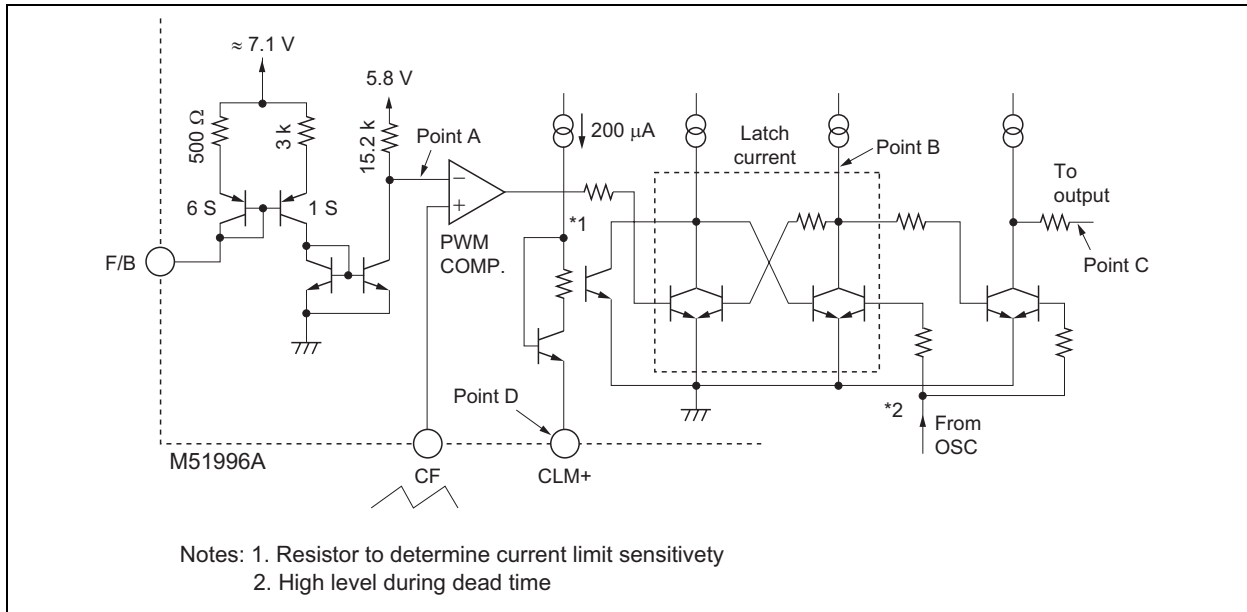 ≈ 7.1 V
5.8 V
500 Ω
3 k
15.2 k
Point A
200 µA
Latch
current
Point B
To
output
6 S
1 S
−
+
*1
PWM
COMP.
F/B
Point C
Point D
*2
From
OSC
M51996A
CF
CLM+
Notes: 1. Resistor to determine current limit sensitivety
2. High level during dead time